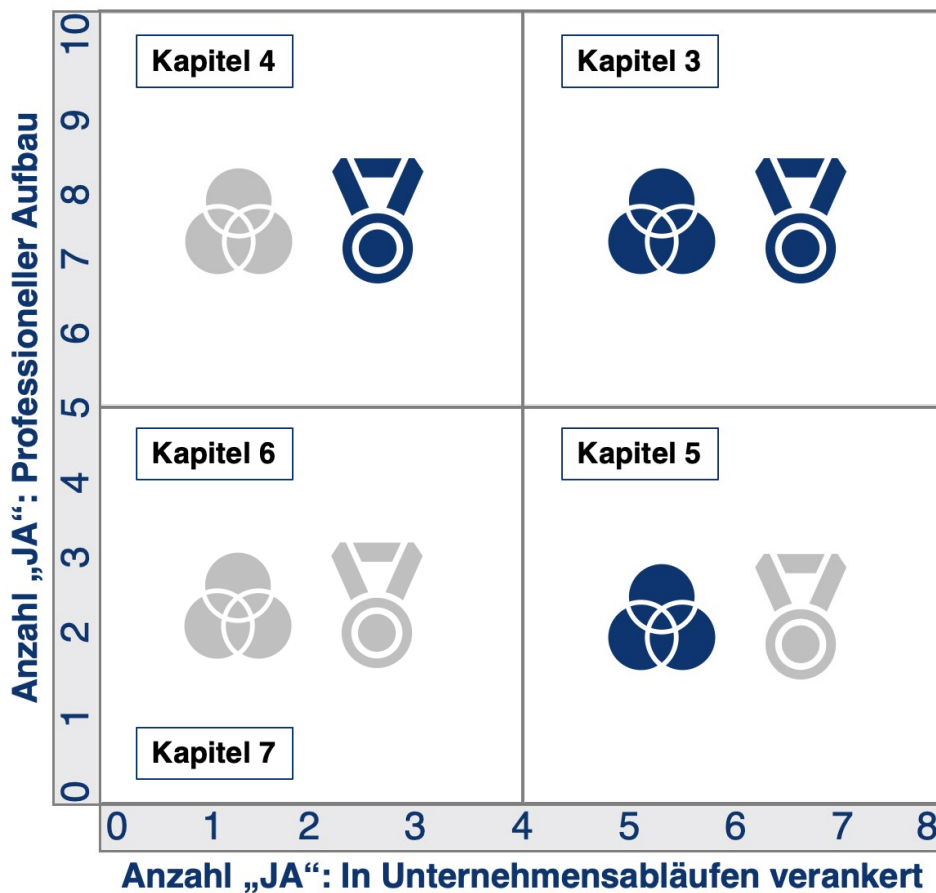 Anzahl „JA“: Professioneller Aufbau
10
9
8
7
6
5
4
3
2
1
0
Kapitel 4
Kapitel 3
Kapitel 6
Kapitel 5
Kapitel 7
0 1 2 3 4 5 6 7 8
Anzahl „JA“: In Unternehmensabläufen verankert